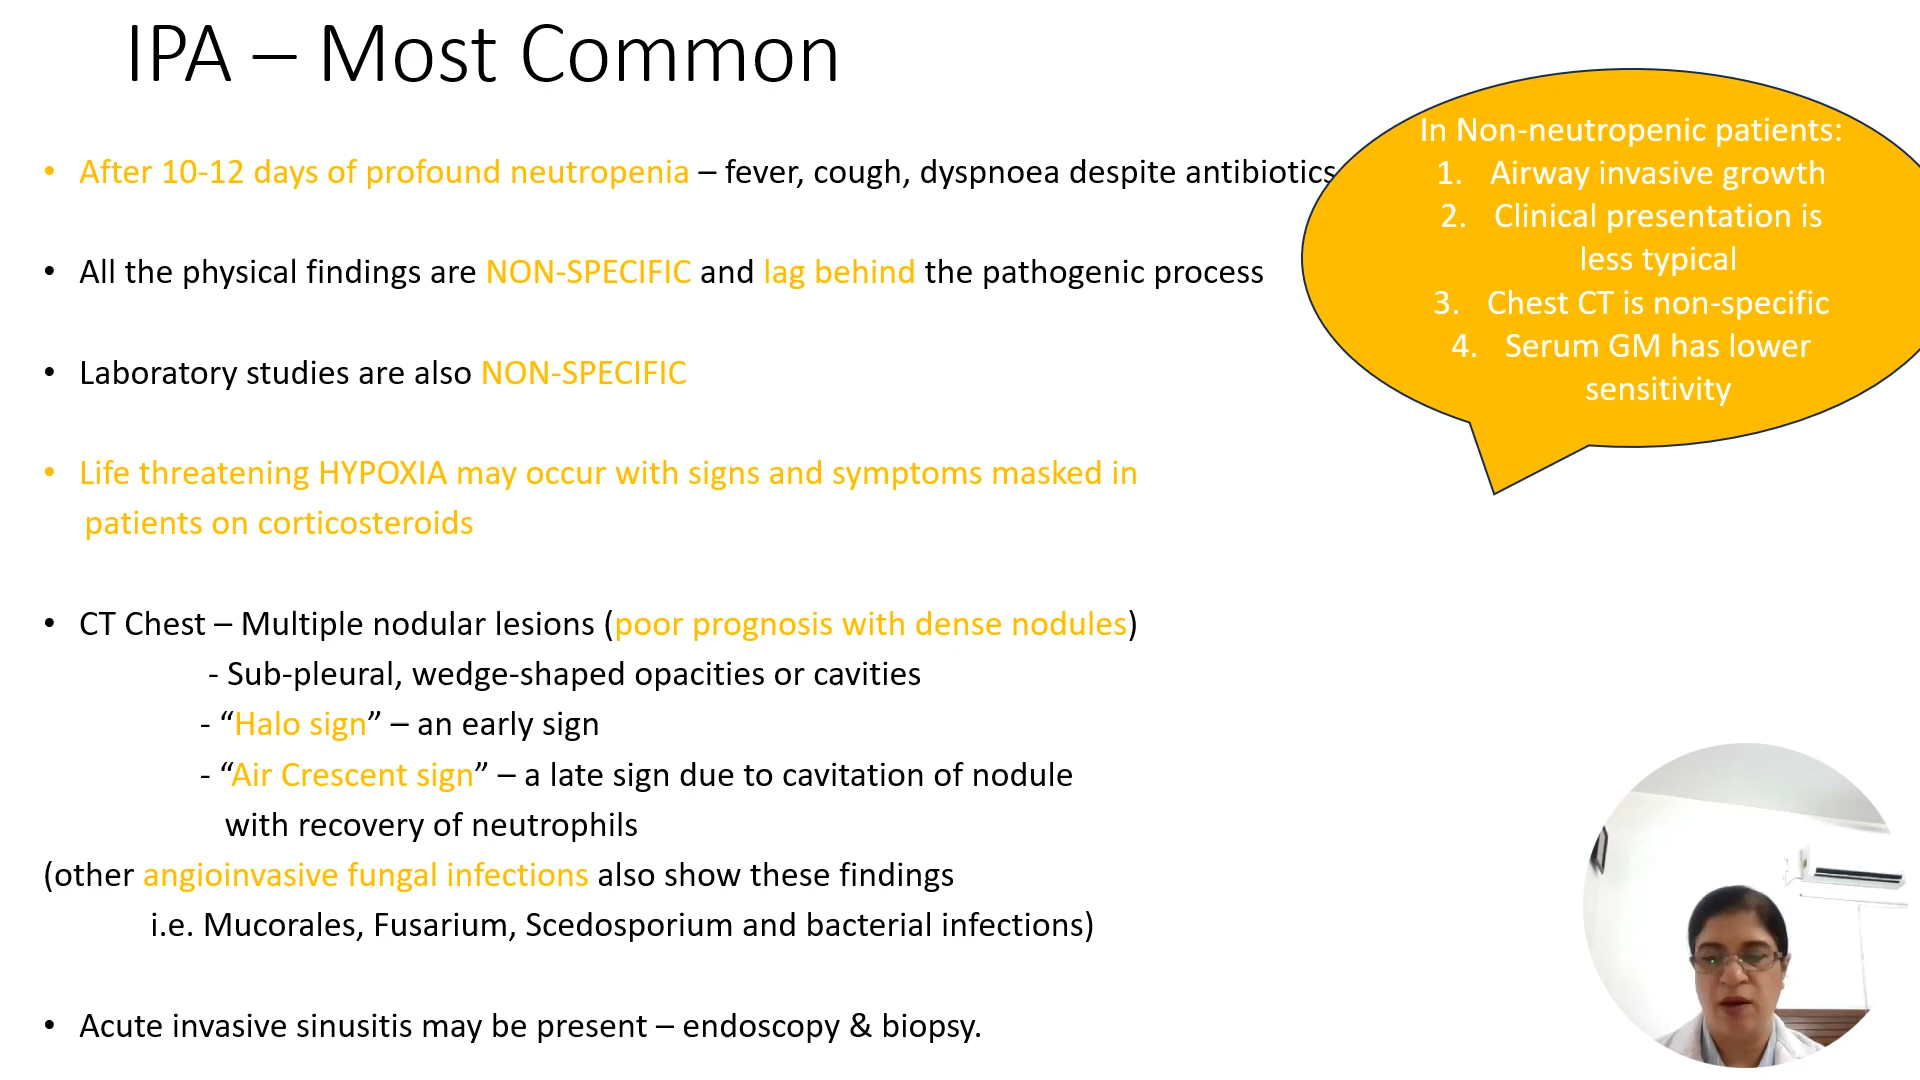 IPA – Most Common
• After 10-12 days of profound neutropenia – fever, cough, dyspnoea despite antibiotics
• All the physical findings are NON-SPECIFIC and lag behind the pathogenic process
• Laboratory studies are also NON-SPECIFIC
• Life threatening HYPOXIA may occur with signs and symptoms masked in
patients on corticosteroids
• CT Chest – Multiple nodular lesions (poor prognosis with dense nodules)
- Sub-pleural, wedge-shaped opacities or cavities
- “Halo sign” – an early sign
- “Air Crescent sign” – a late sign due to cavitation of nodule
with recovery of neutrophils
(other angioinvasive fungal infections also show these findings
i.e. Mucorales, Fusarium, Scedosporium and bacterial infections)
• Acute invasive sinusitis may be present – endoscopy & biopsy.
In Non-neutropenic patients:
1. Airway invasive growth
2. Clinical presentation is
less typical
3. Chest CT is non-specific
4. Serum GM has lower
sensitivity